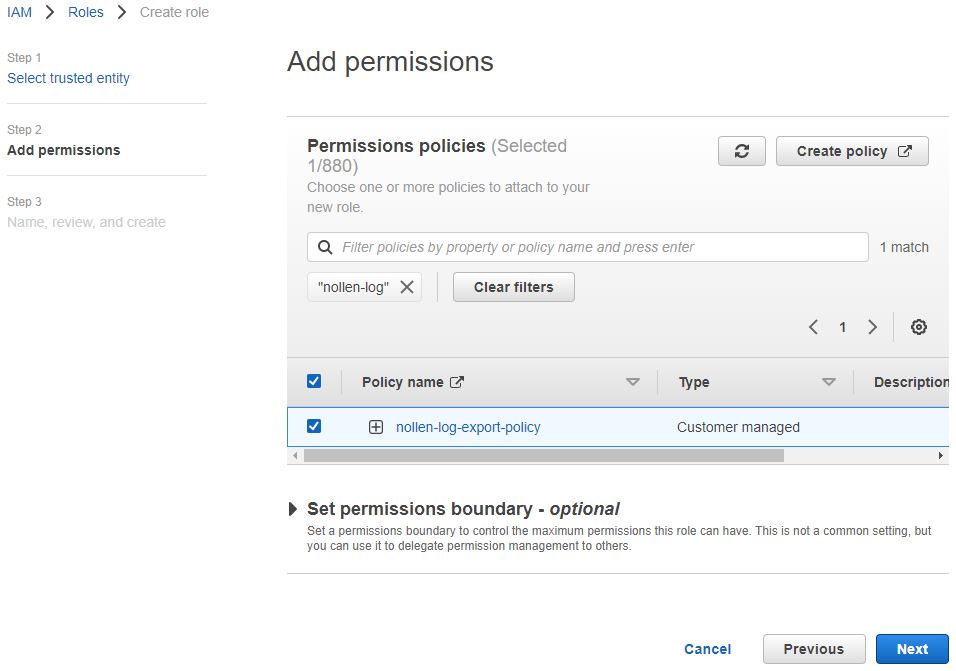 IAM Roles Create role
Step 1
Select trusted entity
Step 2
Add permissions
Step 3
Name, review, and create
Add permissions
Permissions policies (Selected
1/880)
Choose one or more policies to attach to your
new role.
Create policy
Filter policies by property or policy name and press enter
1 match
"nollen-log"
Clear filters
1
Policy name Type Description
nollen-log-export-policy Customer managed
Set permissions boundary - optional
Set a permissions boundary to control the maximum permissions this role can have. This is not a common setting, but
you can use it to delegate permission management to others.
Cancel Previous Next